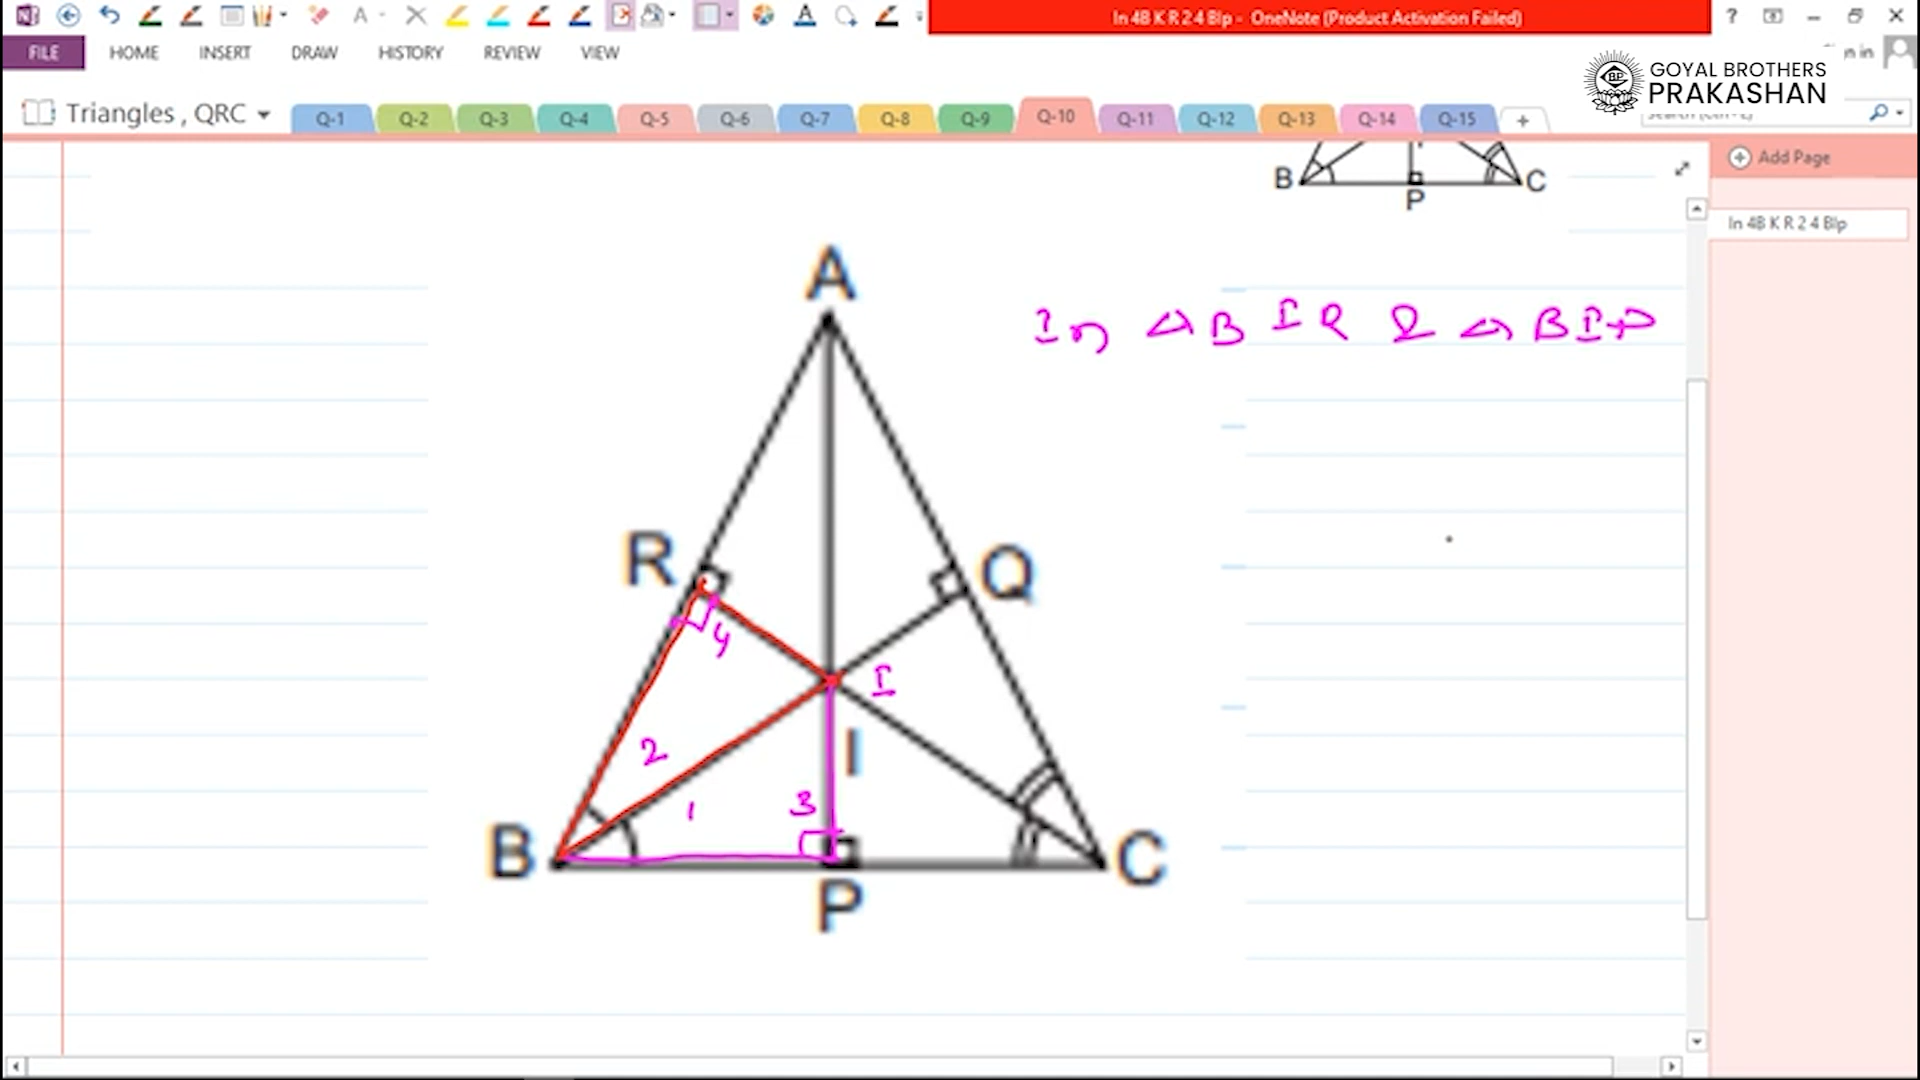 In 4B K R 2 4 Blp - OneNote (Product Activation Failed)
FILE HOME INSERT DRAW HISTORY REVIEW VIEW
GOYAL BROTHERS
PRAKASHAN
Triangles , QRC Q-1 Q-2 Q-3 Q-4 Q-5 Q-6 Q-7 Q-8 Q-9 Q-10 Q-11 Q-12 Q-13 Q-14 Q-15
Add Page
In 4B K R 2 4 Blp
B C
P
A
In △ B I R & △ B I P
R Q
4
I
2
I
1 3
B C
P